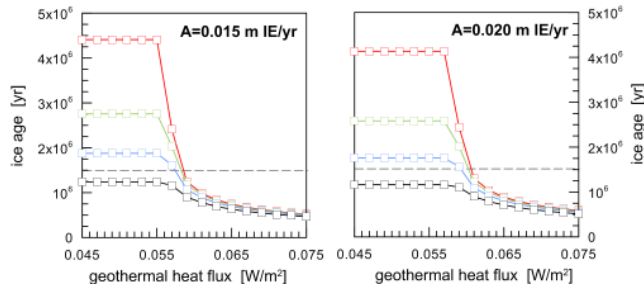 A=0.015 m IE/yr
5x10⁶
4x10⁶
3x10⁶
2x10⁶
10⁶
0
ice age [yr]
0.045 0.055 0.065 0.075
geothermal heat flux [W/m²]
A=0.020 m IE/yr
5x10⁶
4x10⁶
3x10⁶
2x10⁶
10⁶
0
ice age [yr]
0.045 0.055 0.065 0.075
geothermal heat flux [W/m²]